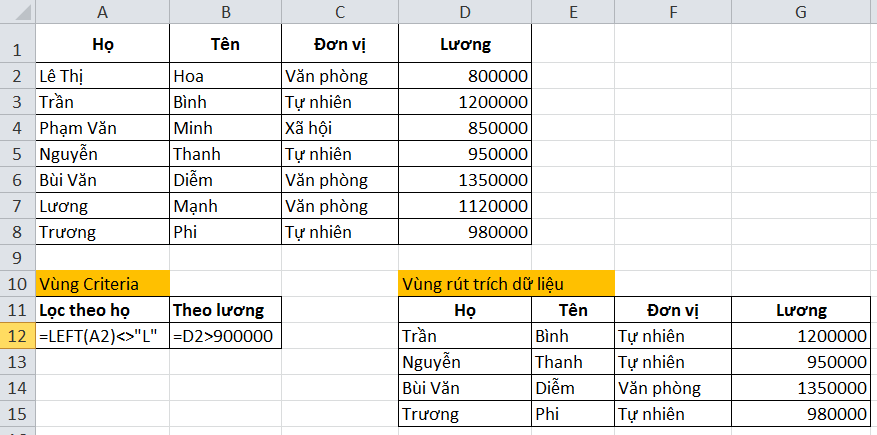 A B C D E F G
1 Họ Tên Đơn vị Lương
2 Lê Thị Hoa Văn phòng 800000
3 Trần Bình Tự nhiên 1200000
4 Phạm Văn Minh Xã hội 850000
5 Nguyễn Thanh Tự nhiên 950000
6 Bùi Văn Diễm Văn phòng 1350000
7 Lương Mạnh Văn phòng 1120000
8 Trương Phi Tự nhiên 980000
9
10 Vùng Criteria Vùng rút trích dữ liệu
11 Lọc theo họ Theo lương Họ Tên Đơn vị Lương
12 =LEFT(A2)<>"L" =D2>900000 Trần Bình Tự nhiên 1200000
13 Nguyễn Thanh Tự nhiên 950000
14 Bùi Văn Diễm Văn phòng 1350000
15 Trương Phi Tự nhiên 980000